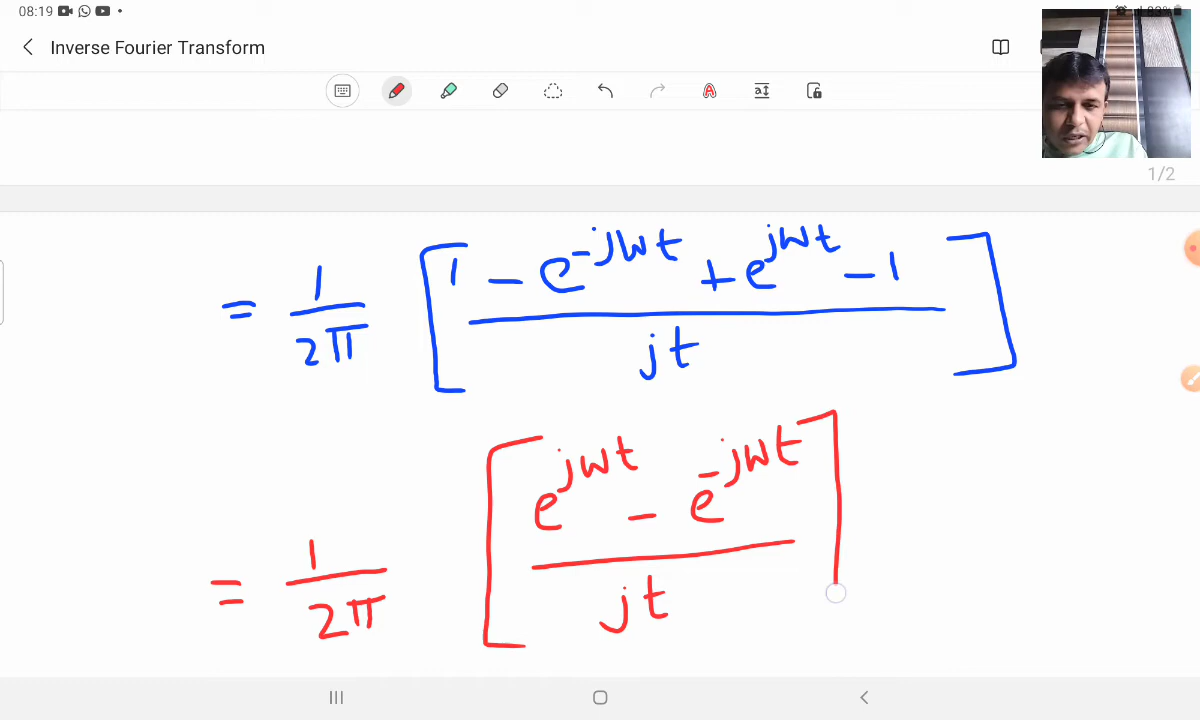 08:19 83%
Inverse Fourier Transform
1/2
= 1/2π [ (1 - e^{-jwt} + e^{jwt} - 1) / jt ]
= 1/2π [ (e^{jwt} - e^{-jwt}) / jt ]